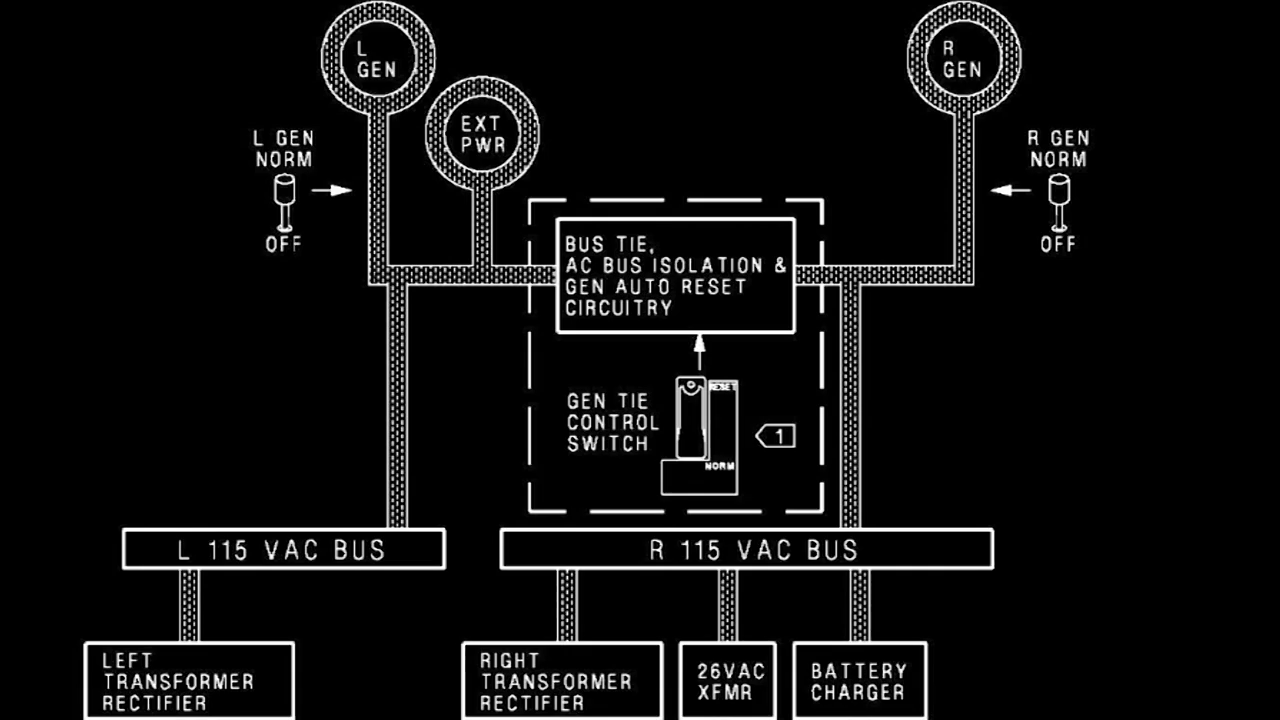 L
GEN
R
GEN
EXT
PWR
L GEN
NORM
OFF
R GEN
NORM
OFF
BUS TIE,
AC BUS ISOLATION &
GEN AUTO RESET
CIRCUITRY
RESET
GEN TIE
CONTROL
SWITCH
NORM
1
L 115 VAC BUS
R 115 VAC BUS
LEFT
TRANSFORMER
RECTIFIER
RIGHT
TRANSFORMER
RECTIFIER
26VAC
XFMR
BATTERY
CHARGER